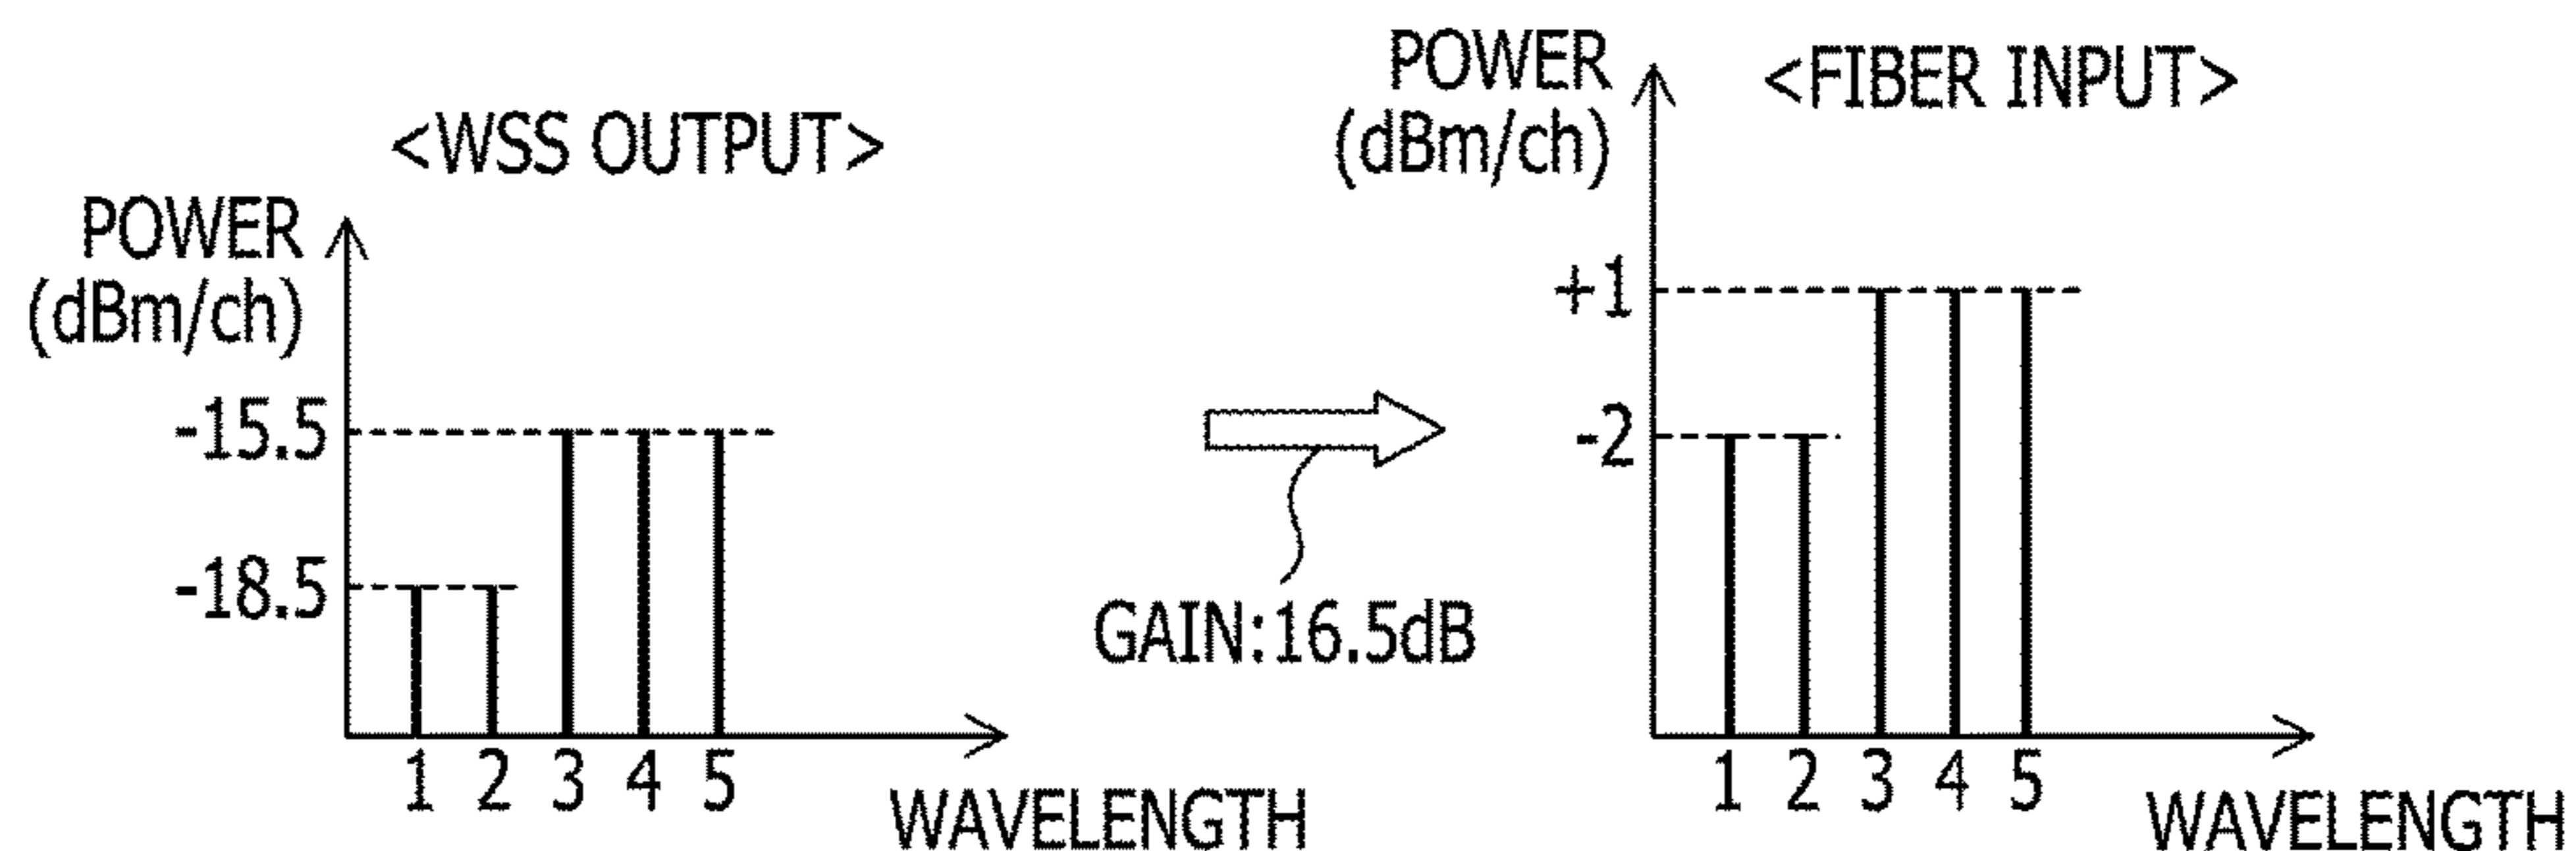 <WSS OUTPUT>
POWER
(dBm/ch)
-15.5
-18.5
1 2 3 4 5
WAVELENGTH
GAIN:16.5dB
<FIBER INPUT>
POWER
(dBm/ch)
+1
-2
1 2 3 4 5
WAVELENGTH